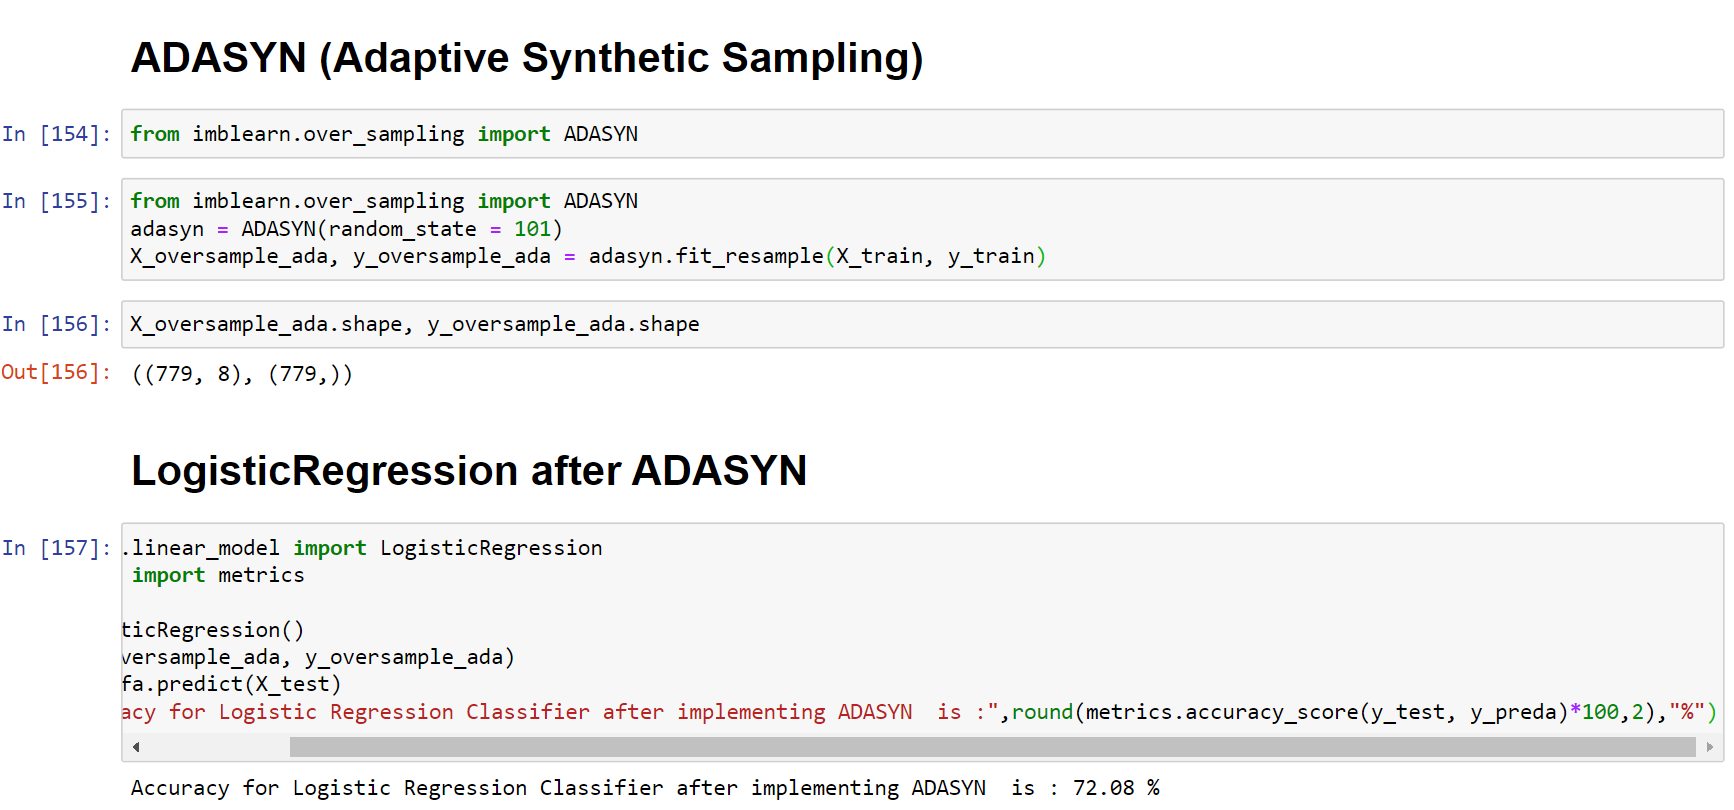 ADASYN (Adaptive Synthetic Sampling)
In [154]: from imblearn.over_sampling import ADASYN
In [155]: from imblearn.over_sampling import ADASYN
adasyn = ADASYN(random_state = 101)
X_oversample_ada, y_oversample_ada = adasyn.fit_resample(X_train, y_train)
In [156]: X_oversample_ada.shape, y_oversample_ada.shape
Out[156]: ((779, 8), (779,))
LogisticRegression after ADASYN
In [157]: .linear_model import LogisticRegression
import metrics
ticRegression()
versample_ada, y_oversample_ada)
fa.predict(X_test)
acy for Logistic Regression Classifier after implementing ADASYN  is :",round(metrics.accuracy_score(y_test, y_preda)*100,2),"%")
Accuracy for Logistic Regression Classifier after implementing ADASYN  is : 72.08 %